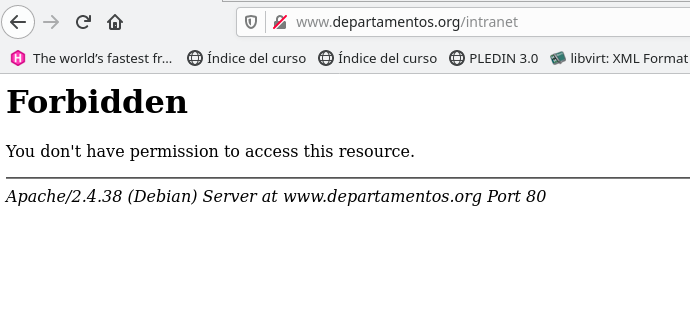 www.departamentos.org/intranet
The world's fastest fr... Índice del curso Índice del curso PLEDIN 3.0 libvirt: XML Format
Forbidden
You don't have permission to access this resource.
Apache/2.4.38 (Debian) Server at www.departamentos.org Port 80